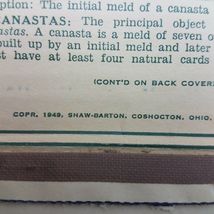 ption: The initial meld of a canasta
CANASTAS: The principal object
astas. A canasta is a meld of seven o
built up by an initial meld and later
st have at least four natural cards
(CONT'D ON BACK COVER
COPR. 1949, SHAW-BARTON, COSHOCTON, OHIO.